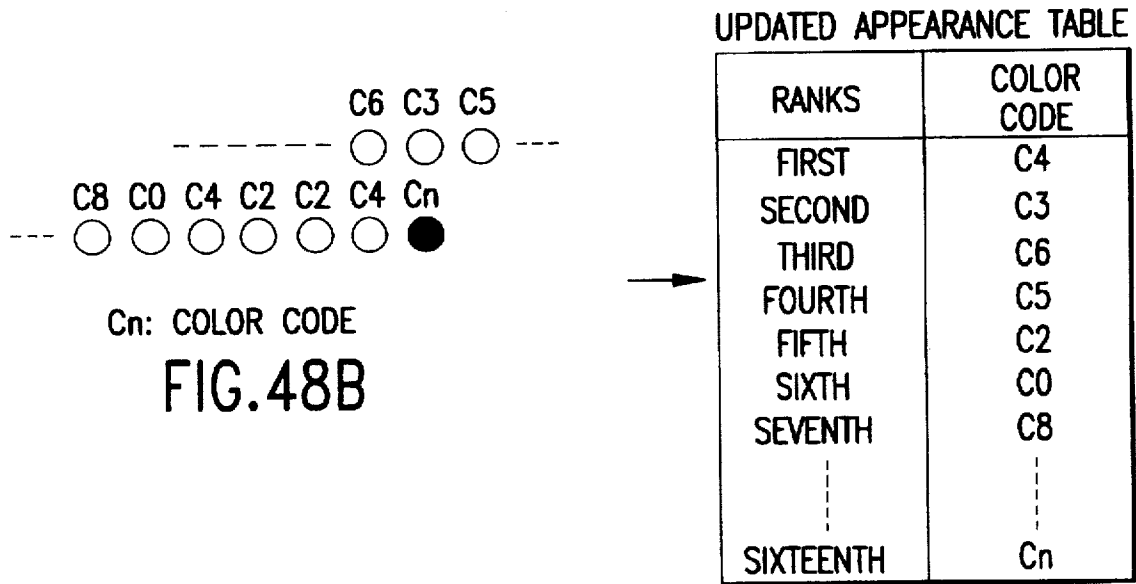 UPDATED APPEARANCE TABLE
RANKS COLOR CODE
C6 C3 C5
C8 C0 C4 C2 C2 C4 Cn
Cn: COLOR CODE
FIG.48B
FIRST C4
SECOND C3
THIRD C6
FOURTH C5
FIFTH C2
SIXTH C0
SEVENTH C8
SIXTEENTH Cn